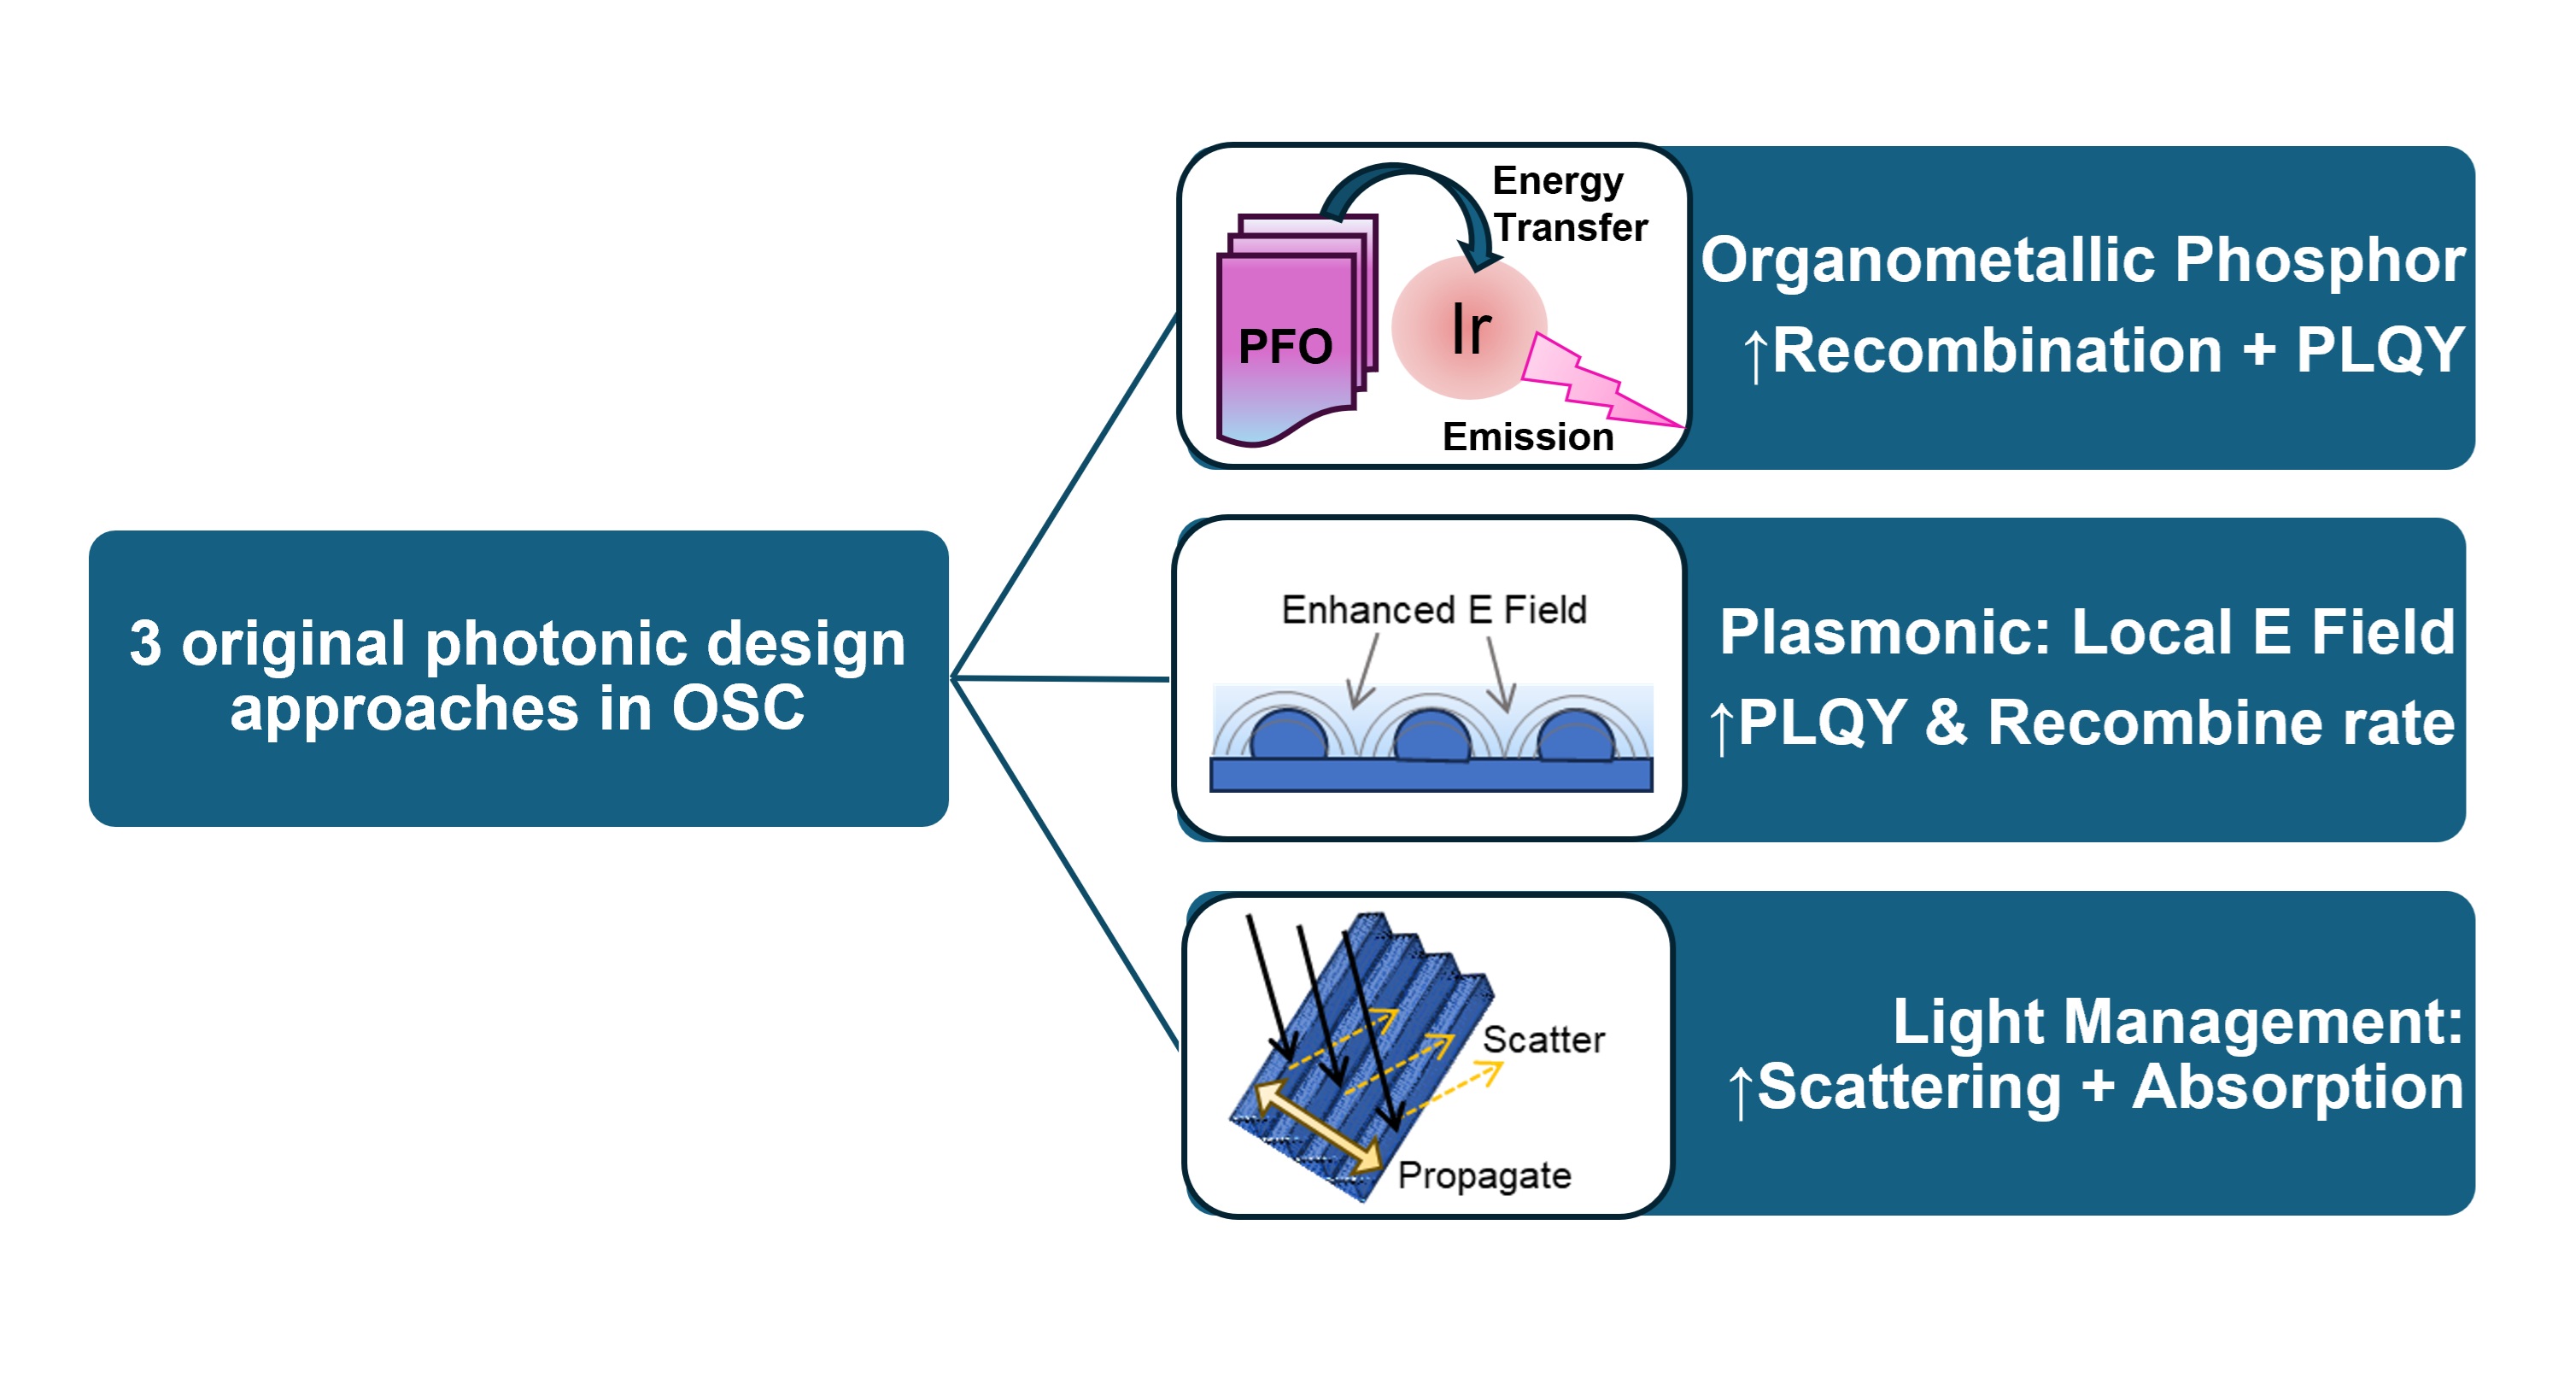 3 original photonic design
approaches in OSC
Energy
Transfer
PFO
Ir
Emission
Organometallic Phosphor
↑Recombination + PLQY
Enhanced E Field
Plasmonic: Local E Field
↑PLQY & Recombine rate
Scatter
Propagate
Light Management:
↑Scattering + Absorption